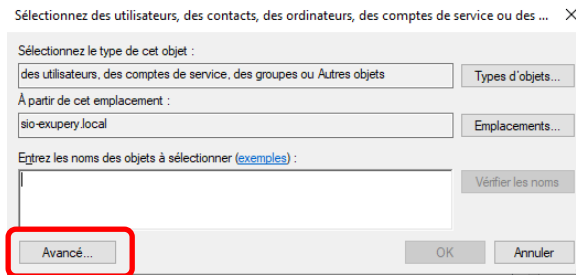 Sélectionnez des utilisateurs, des contacts, des ordinateurs, des comptes de service ou des ...
Sélectionnez le type de cet objet :
des utilisateurs, des comptes de service, des groupes ou Autres objets
Types d'objets...
À partir de cet emplacement :
sio-exupery.local
Emplacements...
Entrez les noms des objets à sélectionner (exemples) :
Vérifier les noms
Avancé...
OK
Annuler